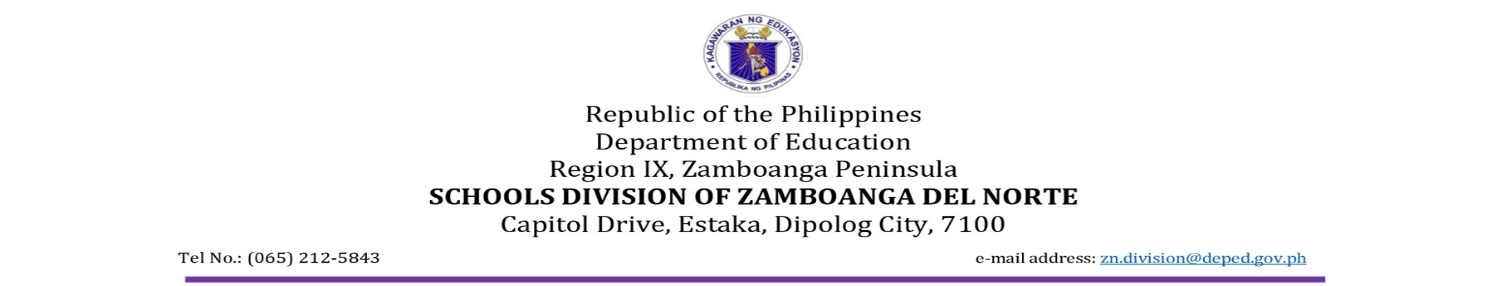 KAGAWARAN NG EDUKASYON
REPUBLIKA NG PILIPINAS
Republic of the Philippines
Department of Education
Region IX, Zamboanga Peninsula
SCHOOLS DIVISION OF ZAMBOANGA DEL NORTE
Capitol Drive, Estaka, Dipolog City, 7100
Tel No.: (065) 212-5843 e-mail address: zn.division@deped.gov.ph